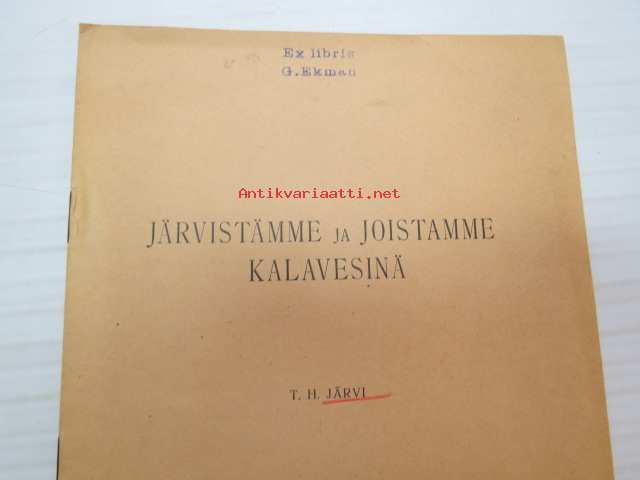 Ex libris
G. Ekman
Antikvariaatti.net
JÄRVISTÄMME JA JOISTAMME
KALAVESINÄ
T. H. JÄRVI